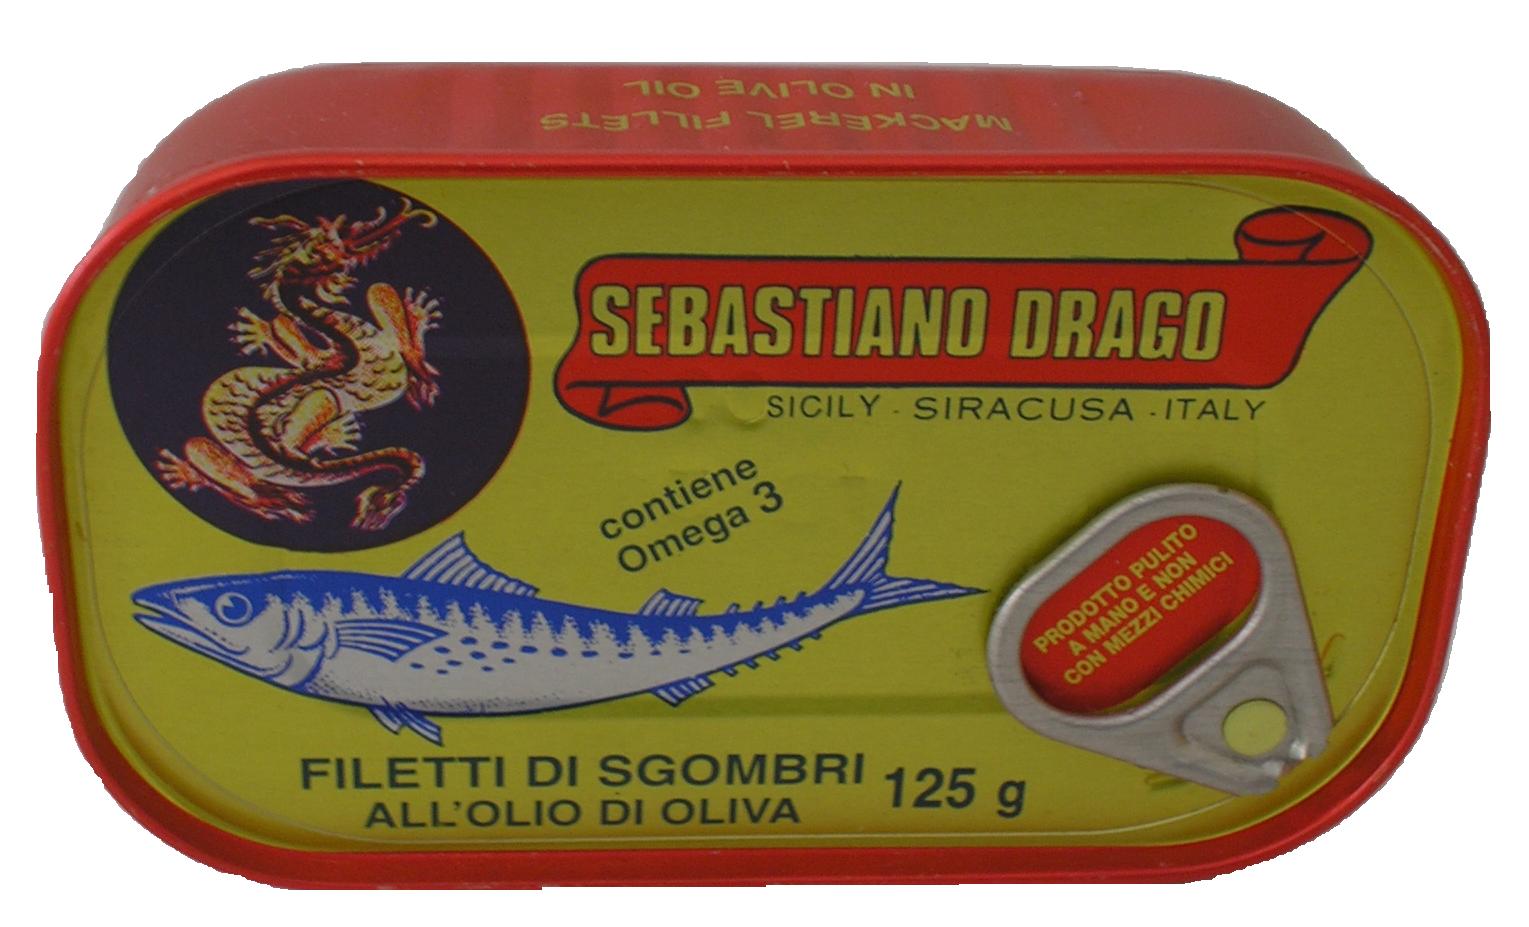 MACKEREL FILLETS
IN OLIVE OIL
SEBASTIANO DRAGO
SICILY - SIRACUSA - ITALY
contiene
Omega 3
PRODOTTO PULITO
A MANO E NON
CON MEZZI CHIMICI
FILETTI DI SGOMBRI
ALL'OLIO DI OLIVA
125 g